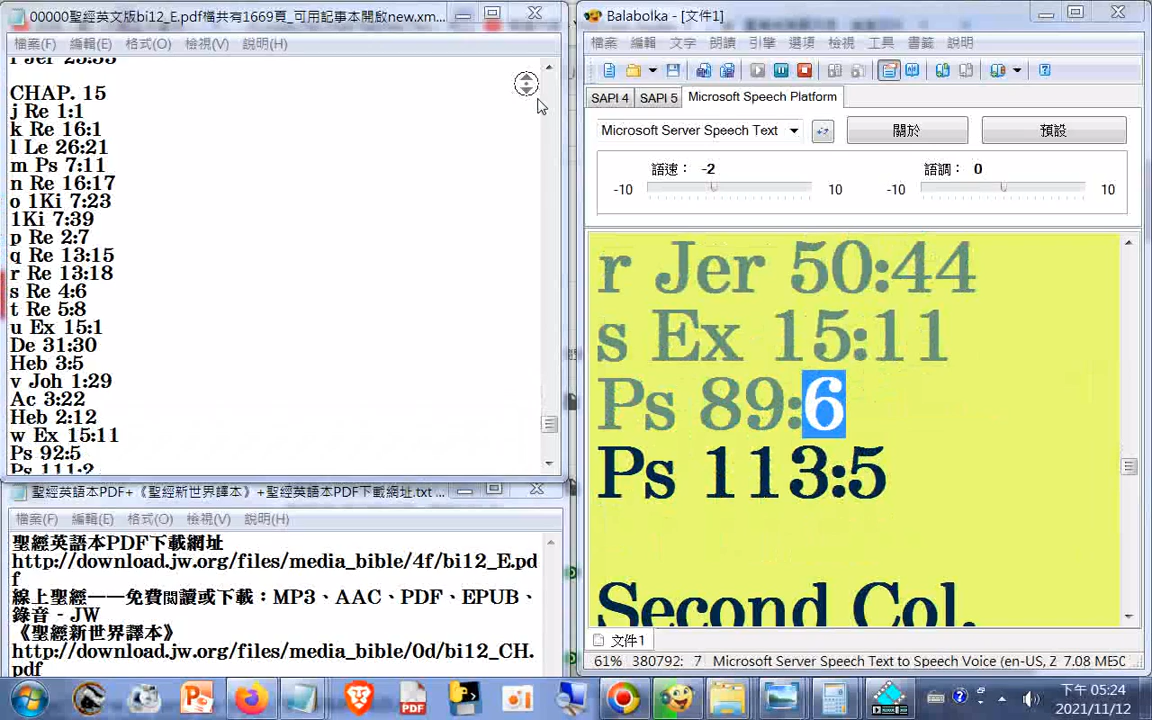 00000聖經英文版bi12_E.pdf檔共有1669頁_可用記事本開啟new.xm...
檔案(F) 編輯(E) 格式(O) 檢視(V) 說明(H)
r Jer 25:33
CHAP. 15
j Re 1:1
k Re 16:1
l Le 26:21
m Ps 7:11
n Re 16:17
o 1Ki 7:23
1Ki 7:39
p Re 2:7
q Re 13:15
r Re 13:18
s Re 4:6
t Re 5:8
u Ex 15:1
De 31:30
Heb 3:5
v Joh 1:29
Ac 3:22
Heb 2:12
w Ex 15:11
Ps 92:5
Ps 111:2
聖經英語本PDF+《聖經新世界譯本》+聖經英語本PDF下載網址.txt ...
檔案(F) 編輯(E) 格式(O) 檢視(V) 說明(H)
聖經英語本PDF下載網址
http://download.jw.org/files/media_bible/4f/bi12_E.pd
f
線上聖經——免費閱讀或下載：MP3、AAC、PDF、EPUB、
錄音 - JW
《聖經新世界譯本》
http://download.jw.org/files/media_bible/0d/bi12_CH.
pdf
Balabolka - [文件1]
檔案 編輯 文字 朗讀 引擎 選項 檢視 工具 書籤 說明
SAPI 4 SAPI 5 Microsoft Speech Platform
Microsoft Server Speech Text 關於 預設
語速： -2 語調： 0
-10 10 -10 10
r Jer 50:44
s Ex 15:11
Ps 89:6
Ps 113:5
Second Col.
文件1
61% 380792: 7 Microsoft Server Speech Text to Speech Voice (en-US, Z 7.08 ME50
下午 05:24
2021/11/12